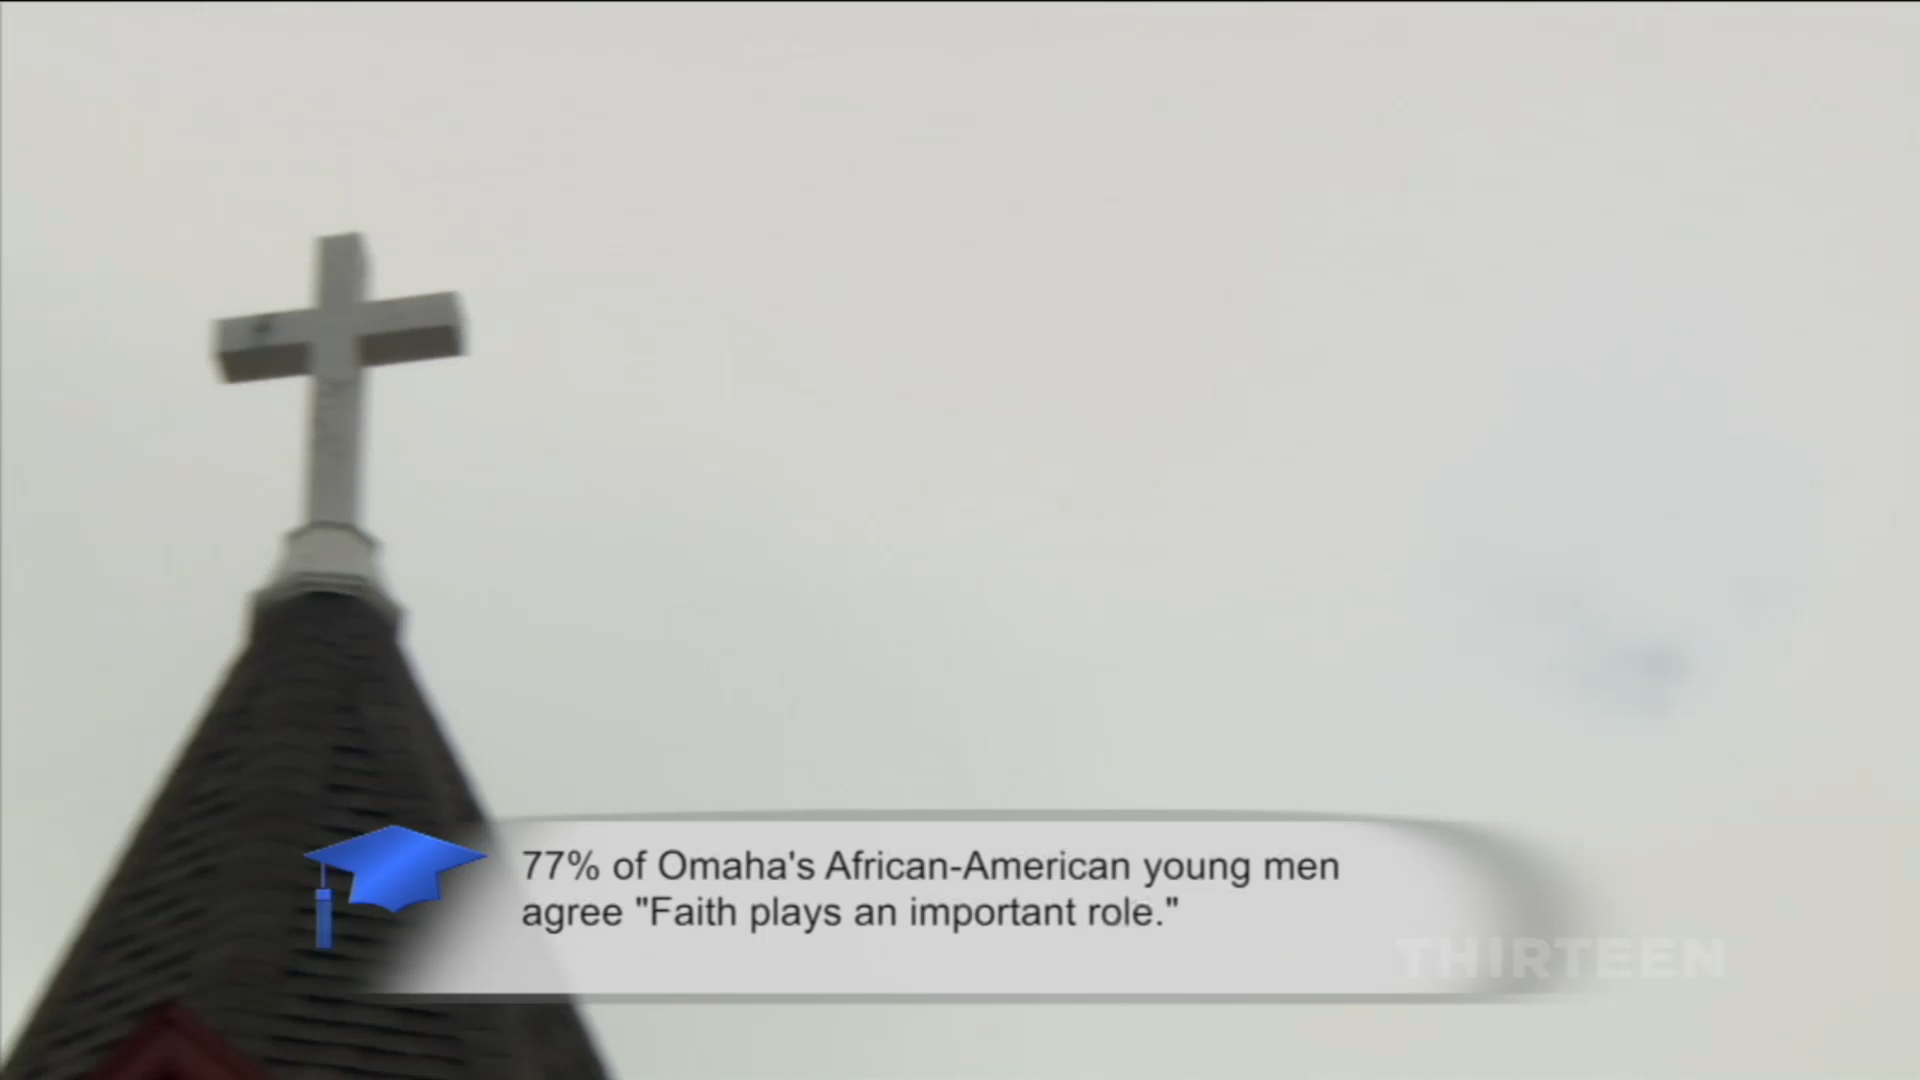 77% of Omaha's African-American young men
agree "Faith plays an important role."
THIRTEEN